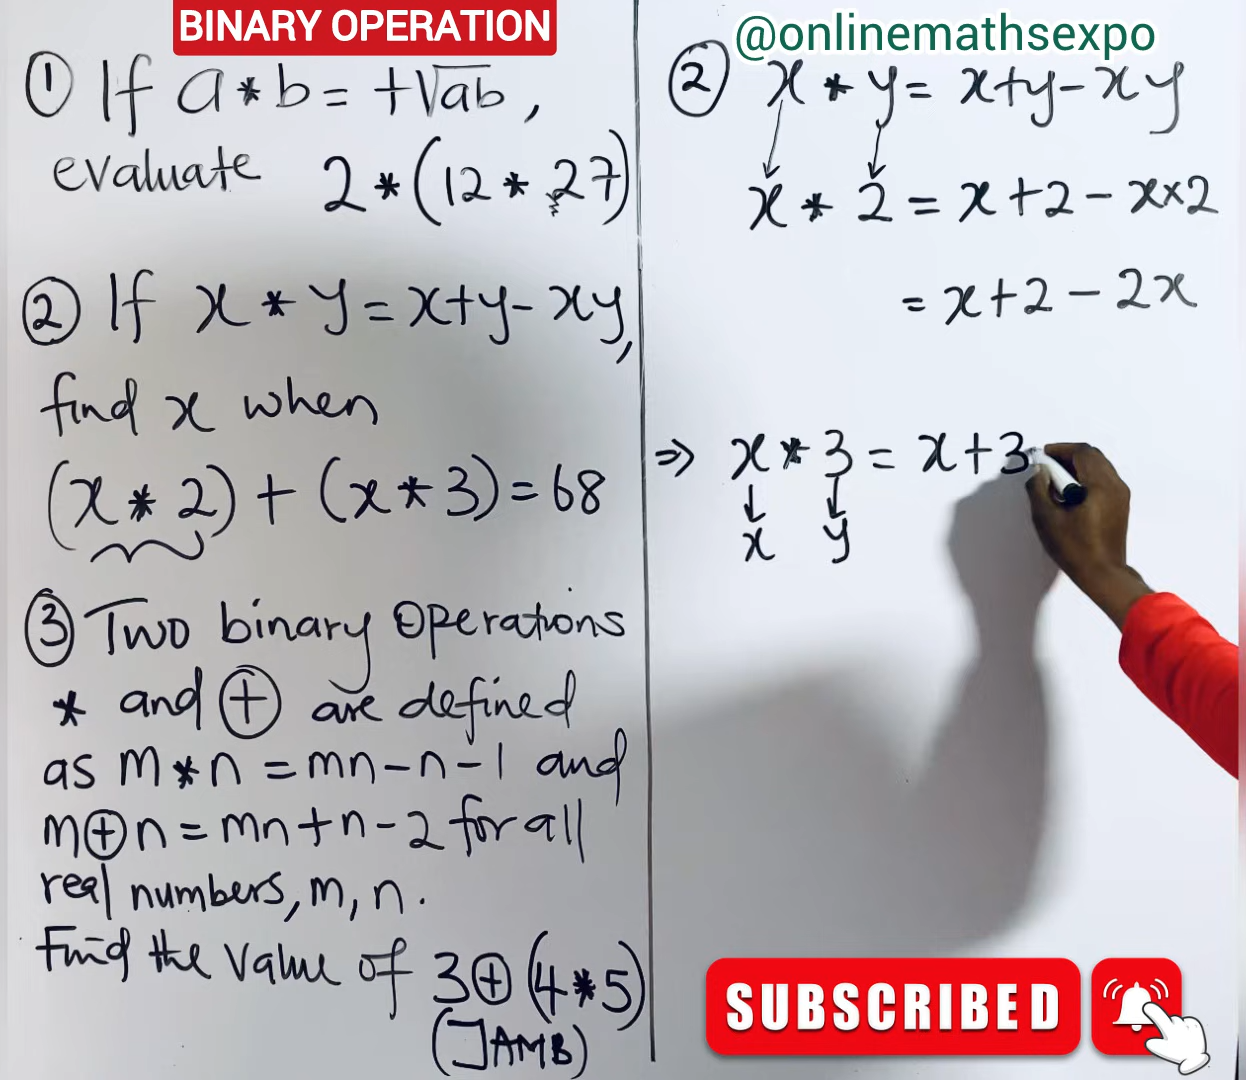 BINARY OPERATION
@onlinemathsexpo
① If a * b = +√ab,
evaluate 2 * (12 * 27)
② If x * y = x+y-xy,
find x when
(x * 2) + (x * 3) = 68
③ Two binary operations
* and ⊕ are defined
as m * n = mn-n-1 and
m⊕n = mn+n-2 for all
real numbers, m, n.
Find the value of 3⊕(4*5)
(JAMB)
② x * y = x+y-xy
x * 2 = x+2-x×2
= x+2-2x
⇒ x * 3 = x+3
x y
SUBSCRIBED